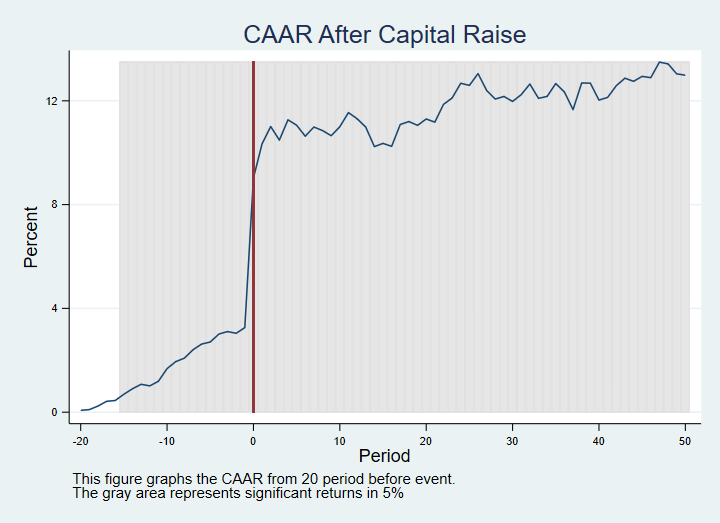 CAAR After Capital Raise
Percent
12
8
4
0
-20 -10 0 10 20 30 40 50
Period
This figure graphs the CAAR from 20 period before event.
The gray area represents significant returns in 5%